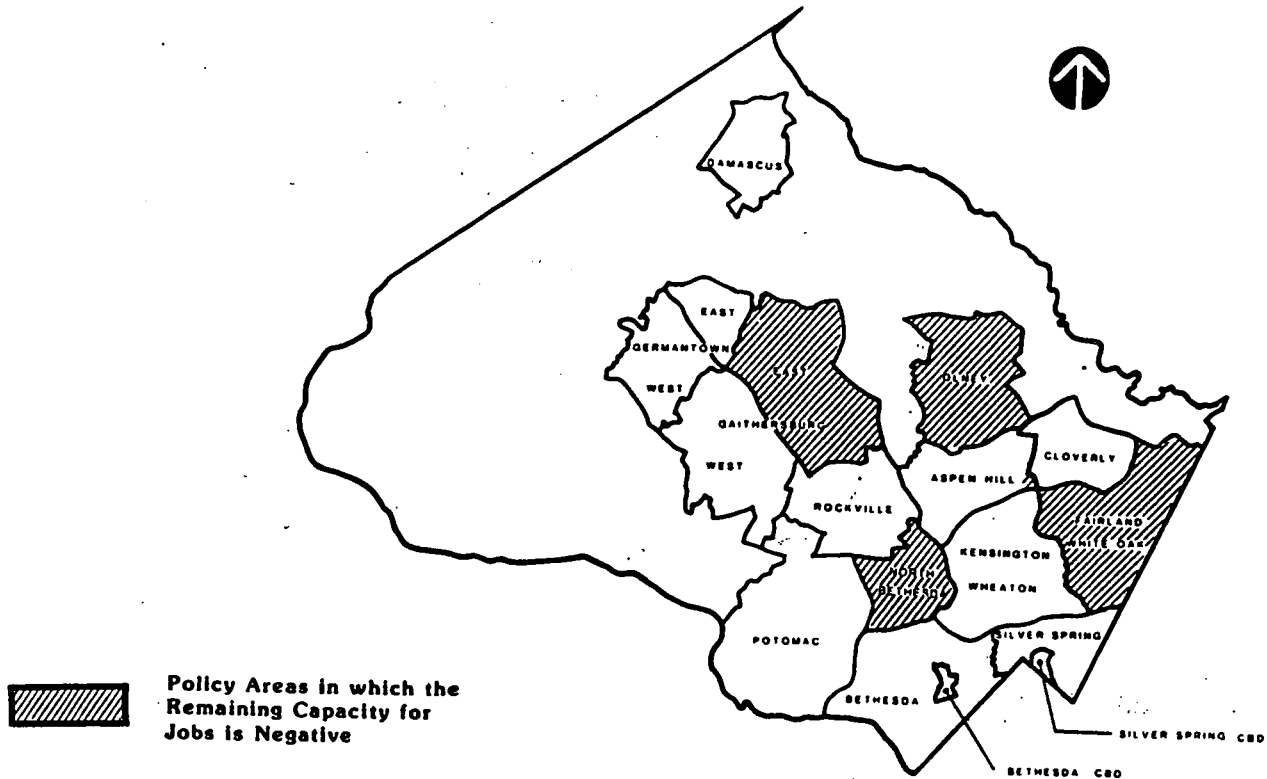 DAMASCUS
EAST
GERMANTOWN
WEST
EAST
OLNEY
GAITHERSBURG
WEST
CLOVERLY
ASPEN HILL
ROCKVILLE
FAIRLAND
WHITE OAK
KENSINGTON
WHEATON
NORTH
BETHESDA
SILVER SPRING
POTOMAC
BETHESDA
Policy Areas in which the
Remaining Capacity for
Jobs is Negative
SILVER SPRING CBD
BETHESDA CBD